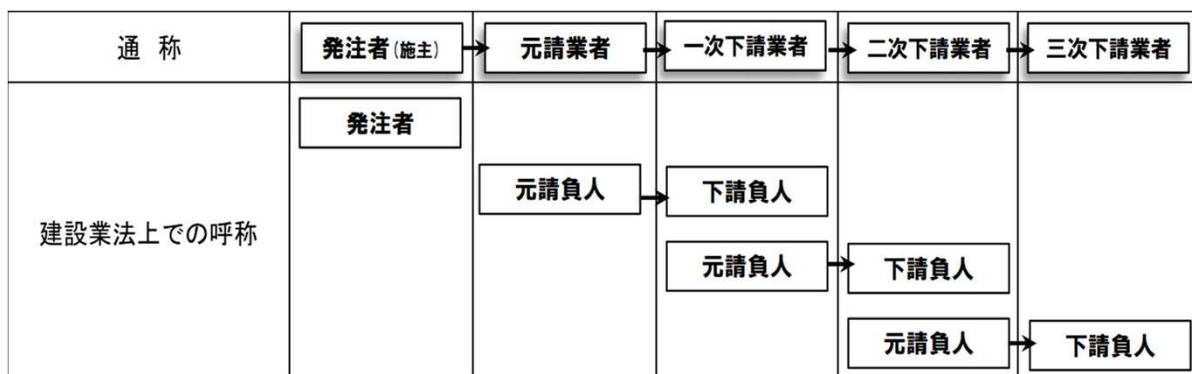 通 称
発注者(施主)
元請業者
一次下請業者
二次下請業者
三次下請業者
建設業法上での呼称
発注者
元請負人
下請負人
元請負人
下請負人
元請負人
下請負人